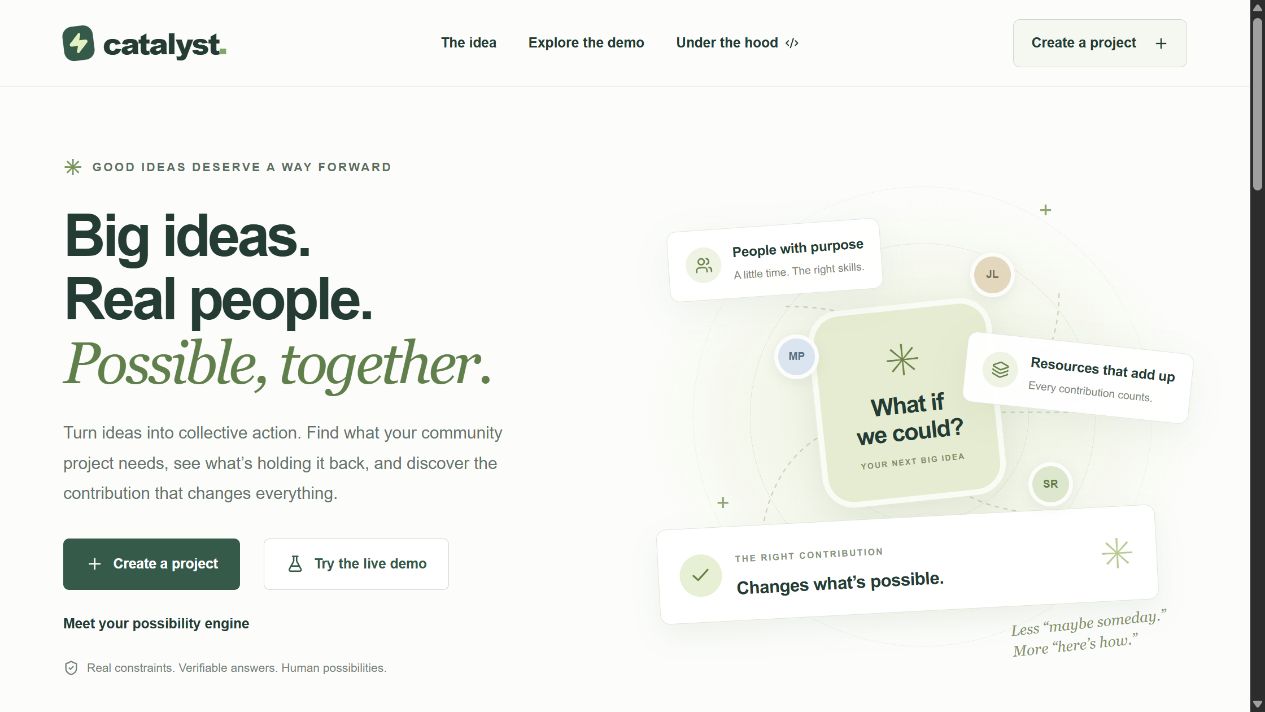 catalyst.
The idea
Explore the demo
Under the hood </>
Create a project +
GOOD IDEAS DESERVE A WAY FORWARD
Big ideas.
Real people.
Possible, together.
Turn ideas into collective action. Find what your community
project needs, see what’s holding it back, and discover the
contribution that changes everything.
+ Create a project
Try the live demo
Meet your possibility engine
Real constraints. Verifiable answers. Human possibilities.
People with purpose
A little time. The right skills.
JL
MP
Resources that add up
Every contribution counts.
What if
we could?
YOUR NEXT BIG IDEA
SR
THE RIGHT CONTRIBUTION
Changes what’s possible.
Less “maybe someday.”
More “here’s how.”